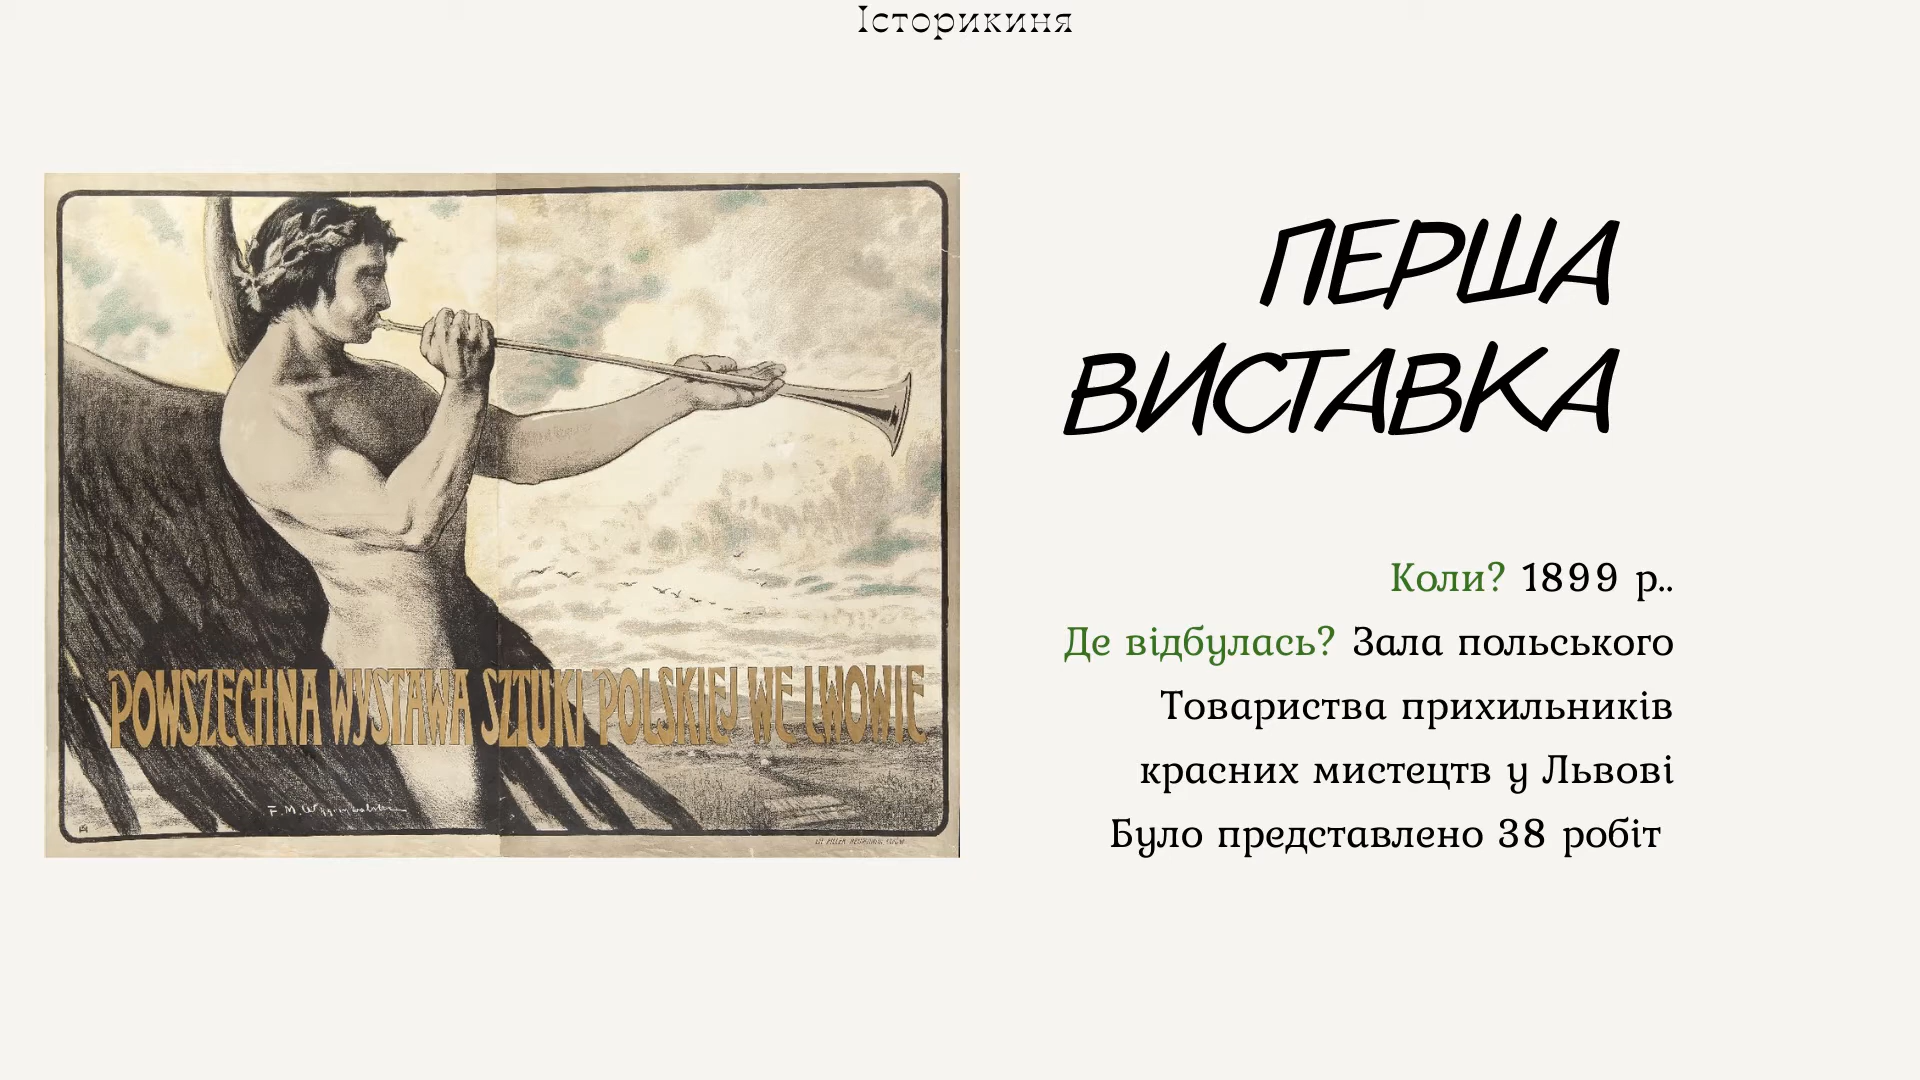 Історикиня
ПЕРША
ВИСТАВКА
POWSZECHNA WYSTAWA SZTUKI POLSKIEJ WE LWOWIE
Коли? 1899 р..
Де відбулась? Зала польського
Товариства прихильників
красних мистецтв у Львові
Було представлено 38 робіт